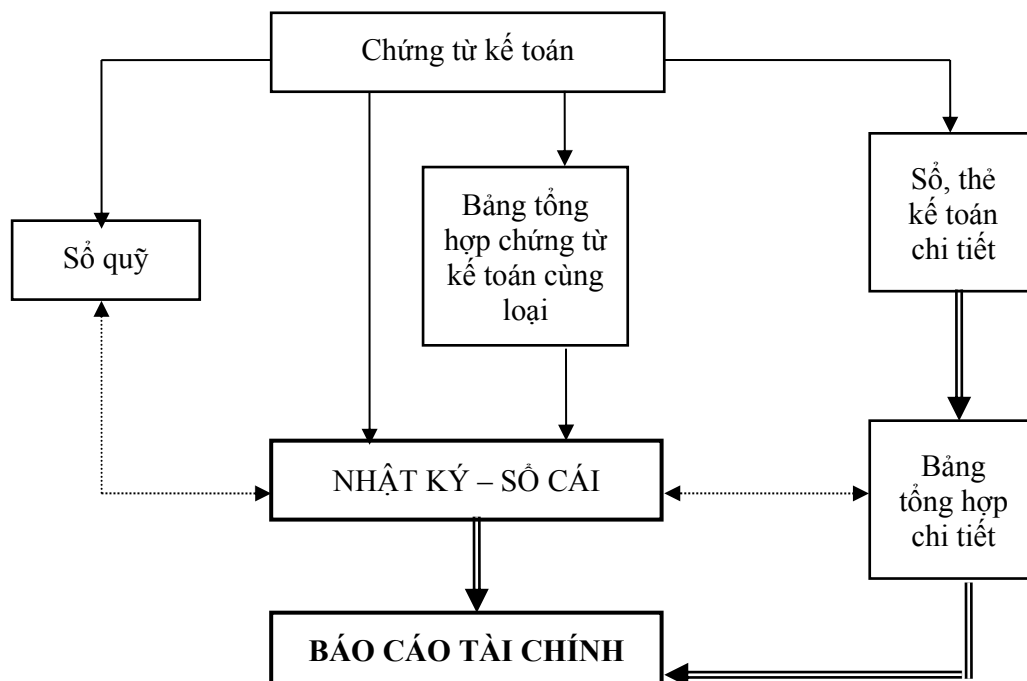 Chứng từ kế toán
Sổ quỹ
Bảng tổng
hợp chứng từ
kế toán cùng
loại
Sổ, thẻ
kế toán
chi tiết
NHẬT KÝ – SỔ CÁI
Bảng
tổng hợp
chi tiết
BÁO CÁO TÀI CHÍNH